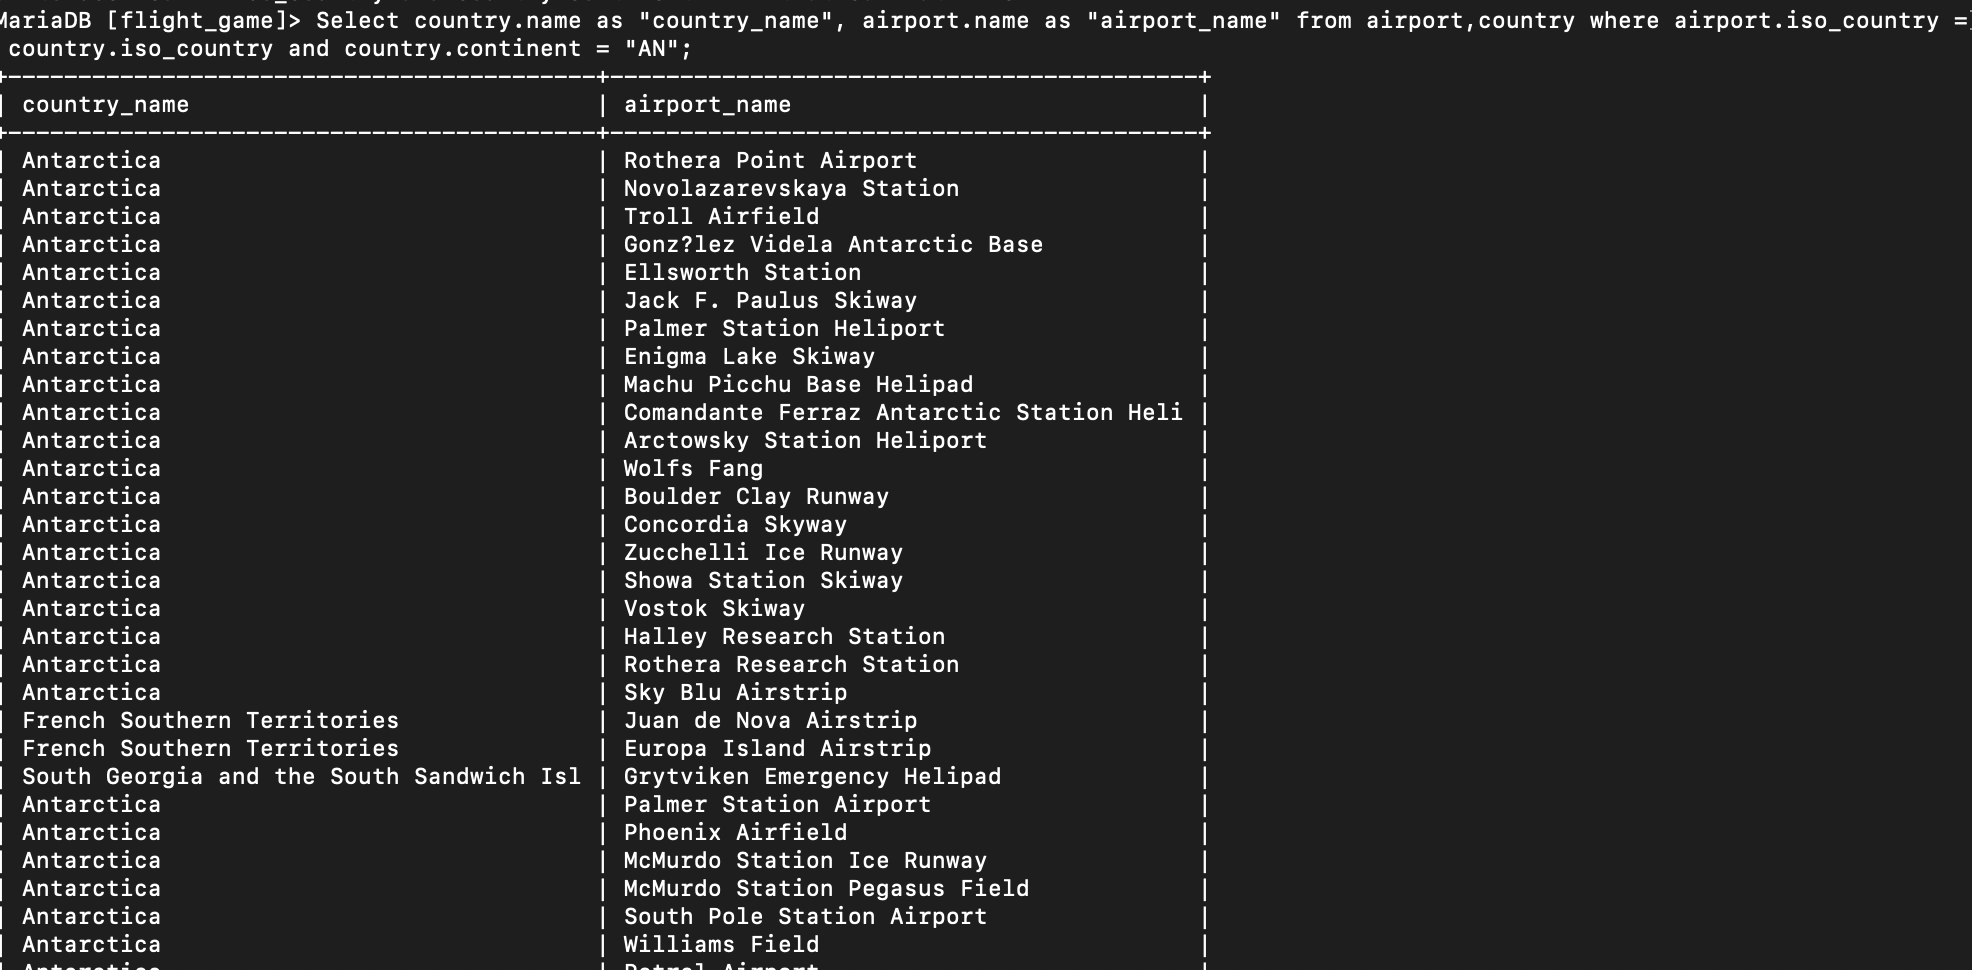 MariaDB [flight_game]> Select country.name as "country_name", airport.name as "airport_name" from airport,country where airport.iso_country =
country.iso_country and country.continent = "AN";
+------------------------------------------+------------------------------------------+
| country_name | airport_name |
+------------------------------------------+------------------------------------------+
| Antarctica | Rothera Point Airport |
| Antarctica | Novolazarevskaya Station |
| Antarctica | Troll Airfield |
| Antarctica | Gonz?lez Videla Antarctic Base |
| Antarctica | Ellsworth Station |
| Antarctica | Jack F. Paulus Skiway |
| Antarctica | Palmer Station Heliport |
| Antarctica | Enigma Lake Skiway |
| Antarctica | Machu Picchu Base Helipad |
| Antarctica | Comandante Ferraz Antarctic Station Heli |
| Antarctica | Arctowsky Station Heliport |
| Antarctica | Wolfs Fang |
| Antarctica | Boulder Clay Runway |
| Antarctica | Concordia Skyway |
| Antarctica | Zucchelli Ice Runway |
| Antarctica | Showa Station Skiway |
| Antarctica | Vostok Skiway |
| Antarctica | Halley Research Station |
| Antarctica | Rothera Research Station |
| Antarctica | Sky Blu Airstrip |
| French Southern Territories | Juan de Nova Airstrip |
| French Southern Territories | Europa Island Airstrip |
| South Georgia and the South Sandwich Isl | Grytviken Emergency Helipad |
| Antarctica | Palmer Station Airport |
| Antarctica | Phoenix Airfield |
| Antarctica | McMurdo Station Ice Runway |
| Antarctica | McMurdo Station Pegasus Field |
| Antarctica | South Pole Station Airport |
| Antarctica | Williams Field |